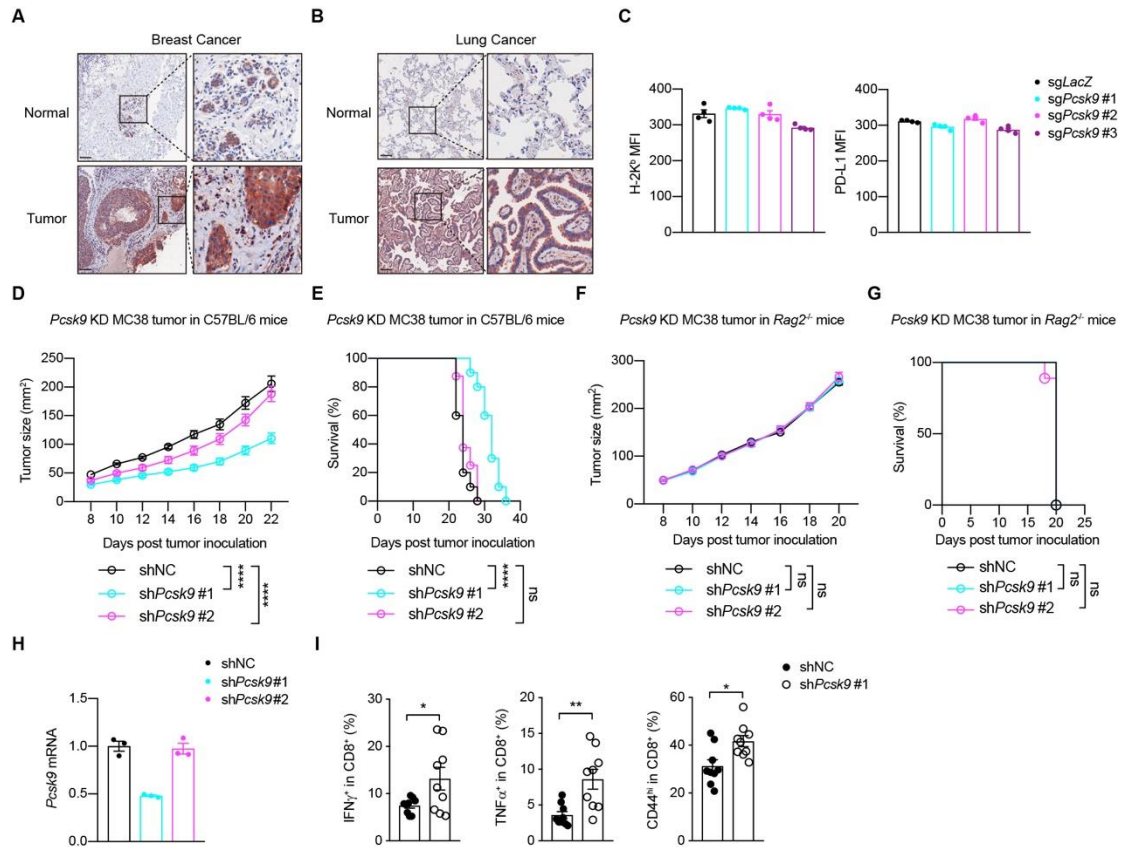 A
Breast Cancer
Normal
Tumor
B
Lung Cancer
Normal
Tumor
C
H-2Kᵇ MFI
400
300
200
100
0
PD-L1 MFI
400
300
200
100
0
sgLacZ
sgPcsk9 #1
sgPcsk9 #2
sgPcsk9 #3
D
Pcsk9 KD MC38 tumor in C57BL/6 mice
Tumor size (mm²)
250
200
150
100
50
0
8 10 12 14 16 18 20 22
Days post tumor inoculation
shNC
shPcsk9 #1
shPcsk9 #2
****
****
E
Pcsk9 KD MC38 tumor in C57BL/6 mice
Survival (%)
100
80
60
40
20
0
0 10 20 30 40
Days post tumor inoculation
shNC
shPcsk9 #1
shPcsk9 #2
****
ns
F
Pcsk9 KD MC38 tumor in Rag2⁻/⁻ mice
Tumor size (mm²)
300
200
100
0
8 10 12 14 16 18 20
Days post tumor inoculation
shNC
shPcsk9 #1
shPcsk9 #2
ns
ns
G
Pcsk9 KD MC38 tumor in Rag2⁻/⁻ mice
Survival (%)
100
50
0
0 5 10 15 20 25
Days post tumor inoculation
shNC
shPcsk9 #1
shPcsk9 #2
ns
ns
H
Pcsk9 mRNA
1.5
1.0
0.5
0.0
shNC
shPcsk9#1
shPcsk9#2
I
IFNγ⁺ in CD8⁺ (%)
30
20
10
0
*
TNFα⁺ in CD8⁺ (%)
20
15
10
5
0
**
CD44ʰⁱ in CD8⁺ (%)
60
40
20
0
*
shNC
shPcsk9 #1